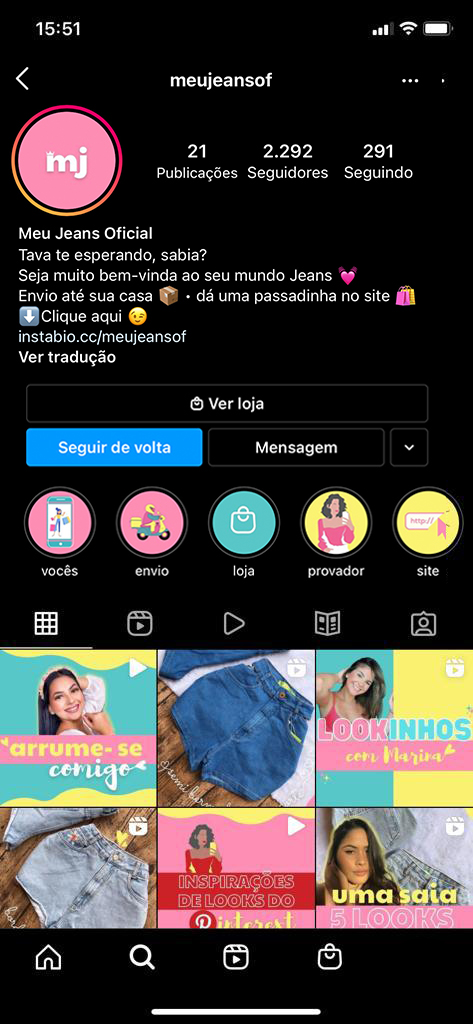 15:51
meujeansof
mj
21
2.292
291
Publicações
Seguidores
Seguindo
Meu Jeans Oficial
Tava te esperando, sabia?
Seja muito bem-vinda ao seu mundo Jeans 💓
Envio até sua casa 📦 • dá uma passadinha no site 🛍️
⬇️Clique aqui 😉
instabio.cc/meujeansof
Ver tradução
Ver loja
Seguir de volta
Mensagem
http://
vocês
envio
loja
provador
site
arrume-se
comigo
LOOKINHOS
com Marina
INSPIRAÇÕES
DE LOOKS DO
Pinterest
uma saia
5 LOOKS